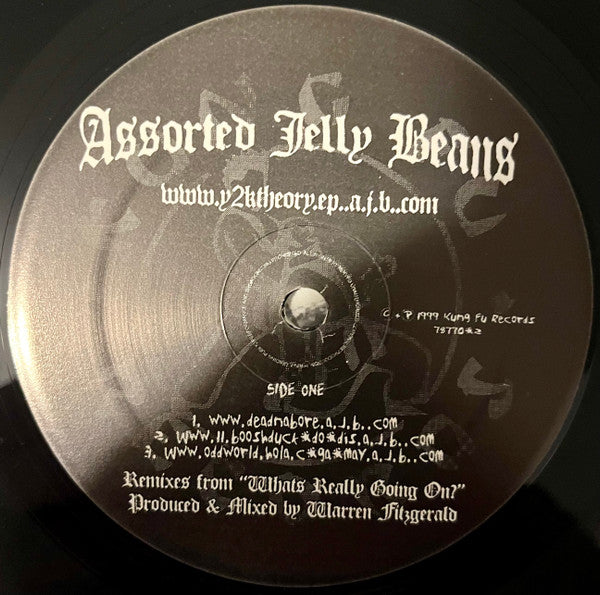 Assorted Jelly Beans
www.y2ktheory.ep..a.j.b..com
C + P 1999 Kung Fu Records
78770*2
SIDE ONE
1. www.deadnabore.a.j.b..com
2. www.11.booshduck*do*dis.a.j.b..com
3. www.oddworld.hola.c*ga*may.a.j.b..com
Remixes from "Whats Really Going On?"
Produced & Mixed by Warren Fitzgerald